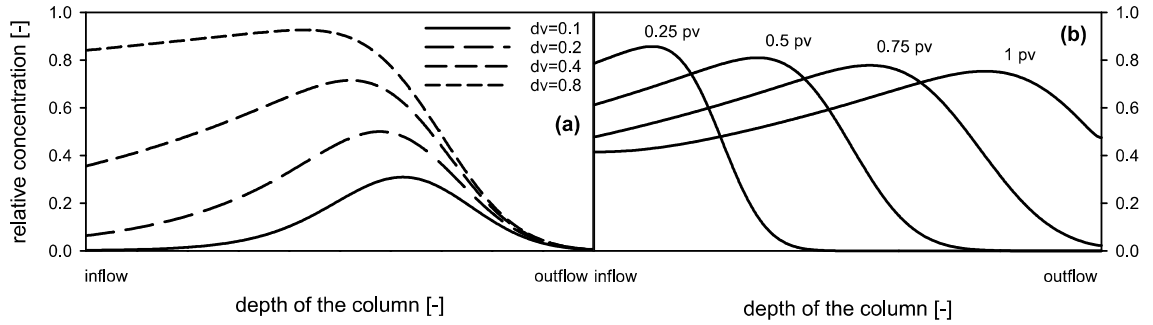 relative concentration [-]
1.0
0.8
0.6
0.4
0.2
0.0
dv=0.1
dv=0.2
dv=0.4
dv=0.8
(a)
inflow
outflow
depth of the column [-]
0.25 pv
0.5 pv
0.75 pv
1 pv
(b)
1.0
0.8
0.6
0.4
0.2
0.0
inflow
outflow
depth of the column [-]